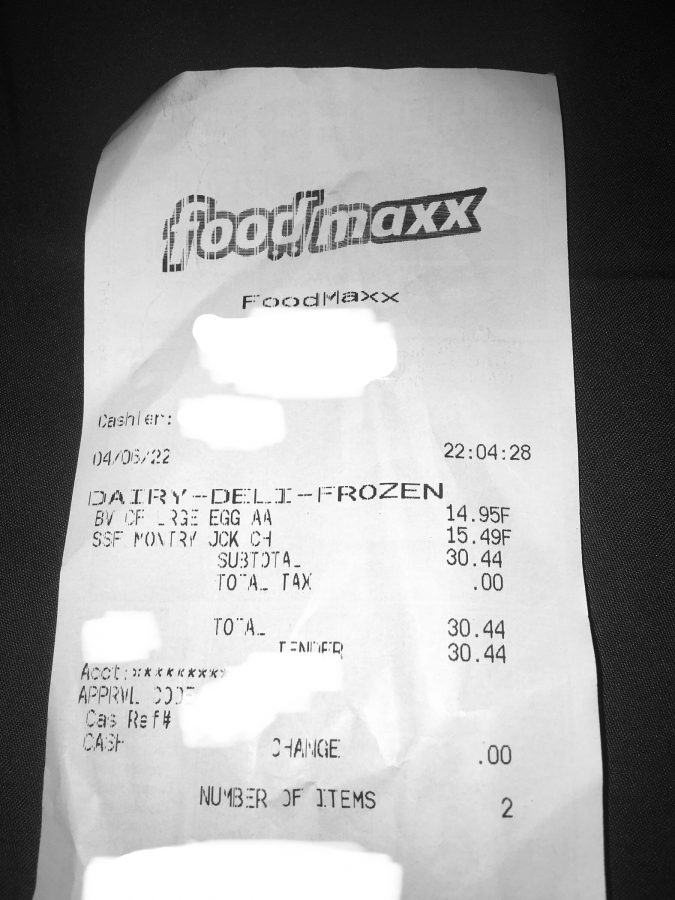 foodmaxx
FoodMaxx
Cashier:
04/06/22 22:04:28
DAIRY-DELI-FROZEN
BV CF LRGE EGG AA 14.95F
SSF MONTRY JCK CH 15.49F
SUBTOTAL 30.44
TOTAL TAX .00
TOTAL 30.44
TENDER 30.44
Acct:*********
APPRVL CODE
Cas Ref#
CASH
CHANGE .00
NUMBER OF ITEMS 2